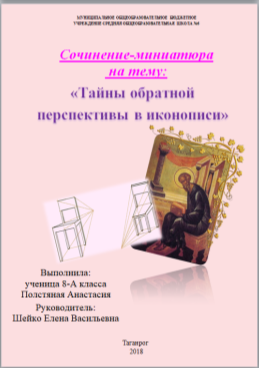 МУНИЦИПАЛЬНОЕ ОБЩЕОБРАЗОВАТЕЛЬНОЕ БЮДЖЕТНОЕ
УЧРЕЖДЕНИЕ СРЕДНЯЯ ОБЩЕОБРАЗОВАТЕЛЬНАЯ ШКОЛА №6
Сочинение-миниатюра
на тему:
«Тайны обратной
перспективы в иконописи»
Выполнила:
ученица 8-А класса
Полстяная Анастасия
Руководитель:
Шейко Елена Васильевна
Таганрог
2018